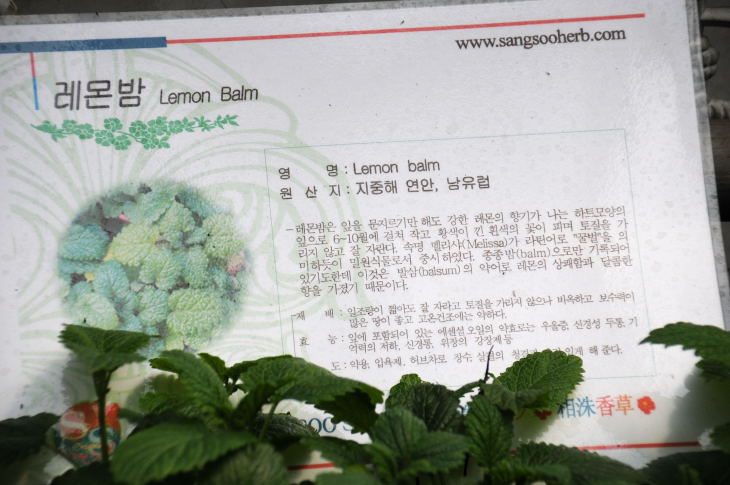 www.sangsooherb.com
레몬밤 Lemon Balm
영 명 : Lemon balm
원 산 지 : 지중해 연안, 남유럽
- 레몬밤은 잎을 문지르기만 해도 강한 레몬의 향기가 나는 하트모양의
잎으로 6~10월에 걸쳐 작고 황색이 낀 흰색의 꽃이 피며 토질을 가
리지 않고 잘 자란다. 속명 멜리사(Melissa)가 라틴어로 "꿀벌"을 의
미하듯이 밀원식물로서 중시하였다. 종종밤(balm)으로만 기록되어
있기도한데 이것은 발삼(balsum)의 약어로 레몬의 상쾌함과 달콤한
향을 가졌기 때문이다.
재 배 : 일조량이 짧아도 잘 자라고 토질을 가리지 않으나 비옥하고 보수력이
많은 땅이 좋고 고온건조에는 약하다.
효 능 : 잎에 포함되어 있는 에센셜 오일의 약효로는 우울증, 신경성 두통, 기
억력의 저하, 신경통, 위장의 강장제등
도 : 약용, 입욕제, 허브차로 장수 해 준다.
相洙香草